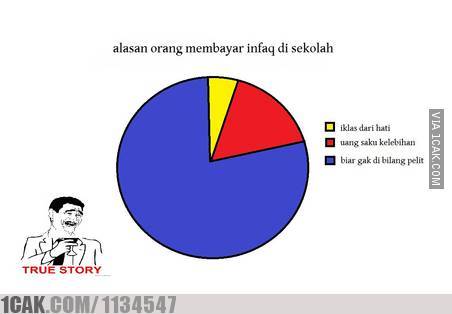 alasan orang membayar infaq di sekolah
iklas dari hati
uang saku kelebihan
biar gak di bilang pelit
VIA 1CAK.COM
TRUE STORY
1CAK.COM/1134547